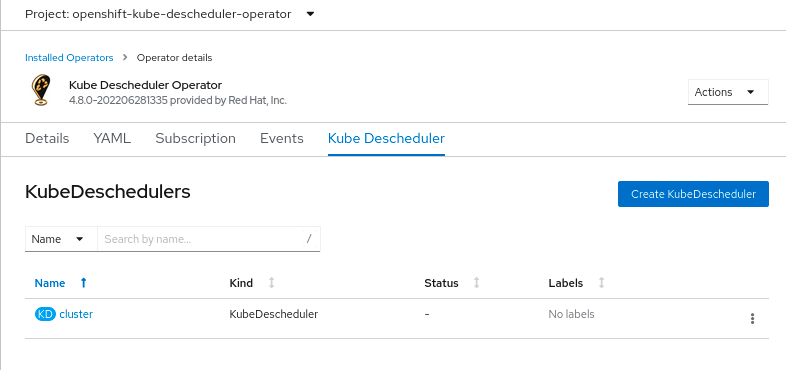 Project: openshift-kube-descheduler-operator
Installed Operators > Operator details
Kube Descheduler Operator
4.8.0-202206281335 provided by Red Hat, Inc.
Actions
Details YAML Subscription Events Kube Descheduler
KubeDeschedulers
Create KubeDescheduler
Name Search by name... /
Name Kind Status Labels
KD cluster KubeDescheduler - No labels